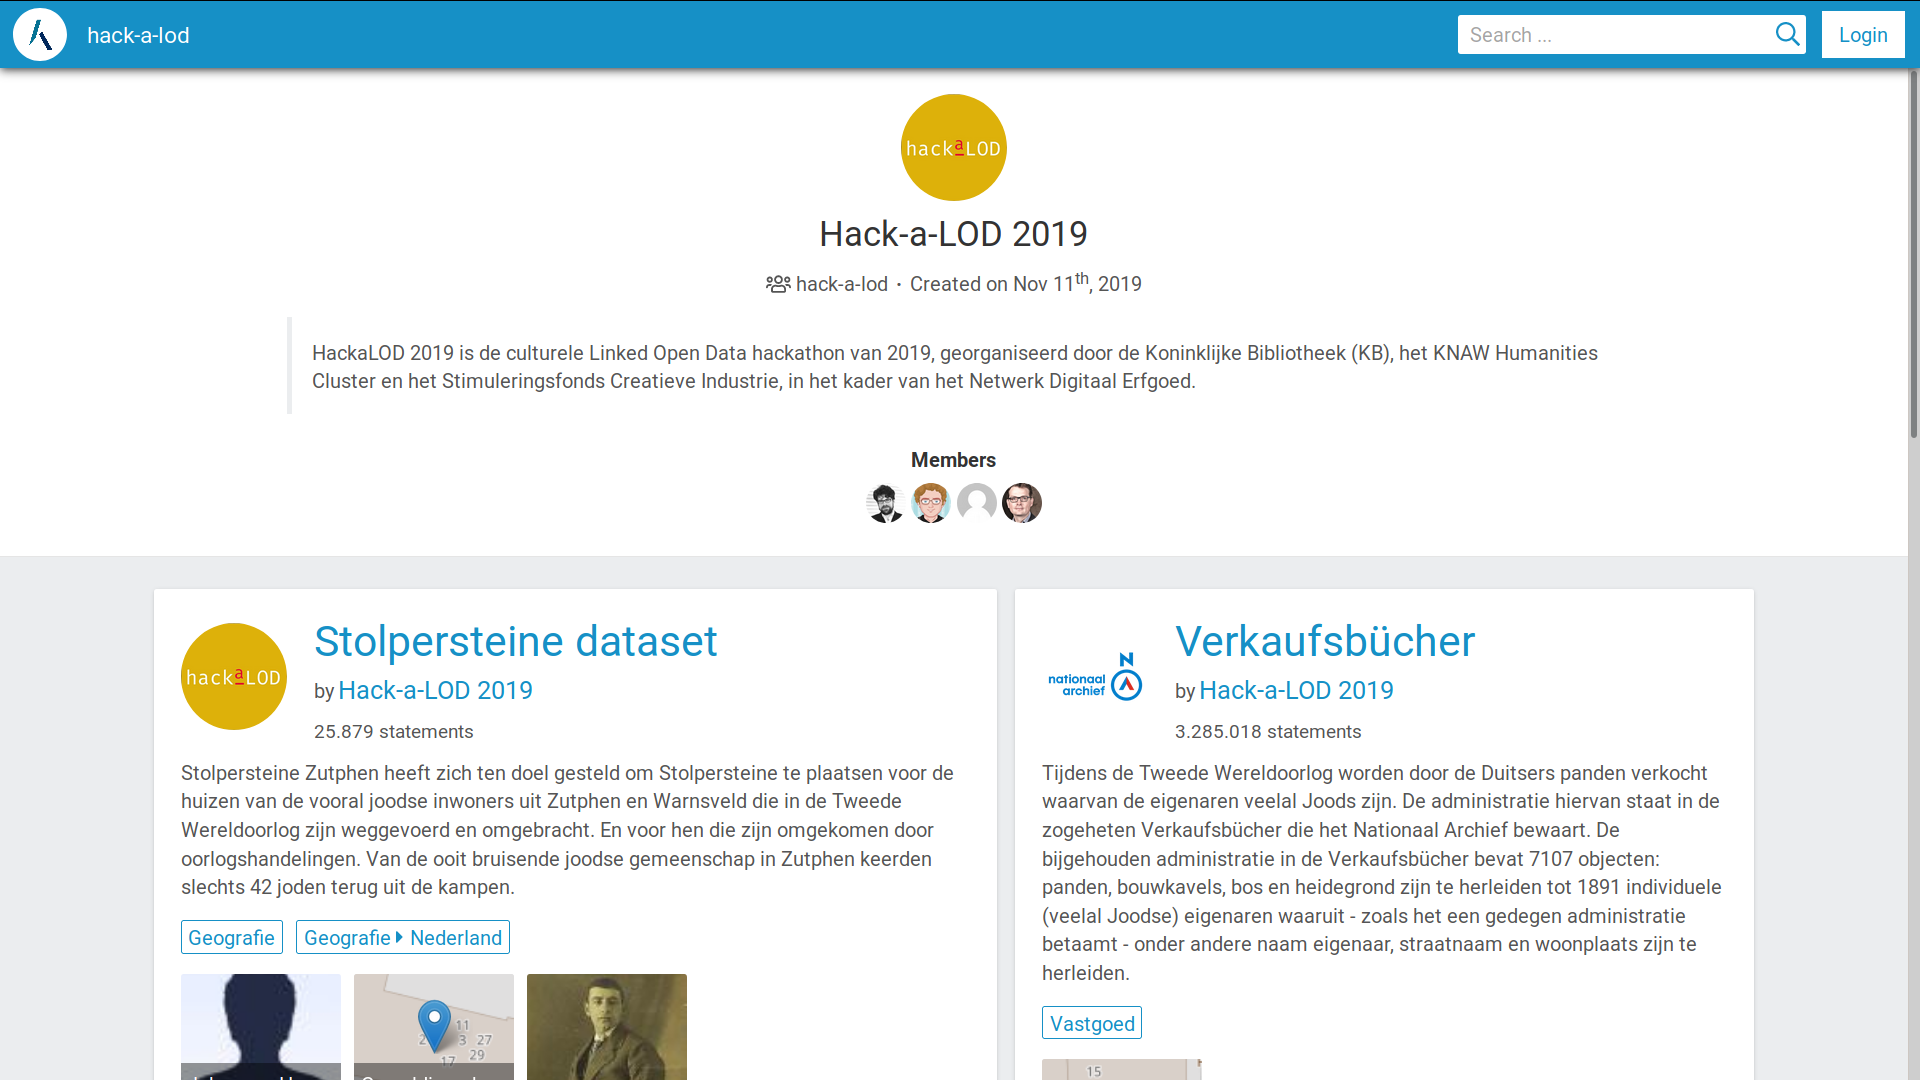 hack-a-lod
Search ...
Login
hackaLOD
Hack-a-LOD 2019
hack-a-lod · Created on Nov 11th, 2019
HackaLOD 2019 is de culturele Linked Open Data hackathon van 2019, georganiseerd door de Koninklijke Bibliotheek (KB), het KNAW Humanities
Cluster en het Stimuleringsfonds Creatieve Industrie, in het kader van het Netwerk Digitaal Erfgoed.
Members
hackaLOD
Stolpersteine dataset
by Hack-a-LOD 2019
25.879 statements
Stolpersteine Zutphen heeft zich ten doel gesteld om Stolpersteine te plaatsen voor de
huizen van de vooral joodse inwoners uit Zutphen en Warnsveld die in de Tweede
Wereldoorlog zijn weggevoerd en omgebracht. En voor hen die zijn omgekomen door
oorlogshandelingen. Van de ooit bruisende joodse gemeenschap in Zutphen keerden
slechts 42 joden terug uit de kampen.
Geografie
Geografie Nederland
11
3 27
29
17
nationaal
archief
Verkaufsbücher
by Hack-a-LOD 2019
3.285.018 statements
Tijdens de Tweede Wereldoorlog worden door de Duitsers panden verkocht
waarvan de eigenaren veelal Joods zijn. De administratie hiervan staat in de
zogeheten Verkaufsbücher die het Nationaal Archief bewaart. De
bijgehouden administratie in de Verkaufsbücher bevat 7107 objecten:
panden, bouwkavels, bos en heidegrond zijn te herleiden tot 1891 individuele
(veelal Joodse) eigenaren waaruit - zoals het een gedegen administratie
betaamt - onder andere naam eigenaar, straatnaam en woonplaats zijn te
herleiden.
Vastgoed
15